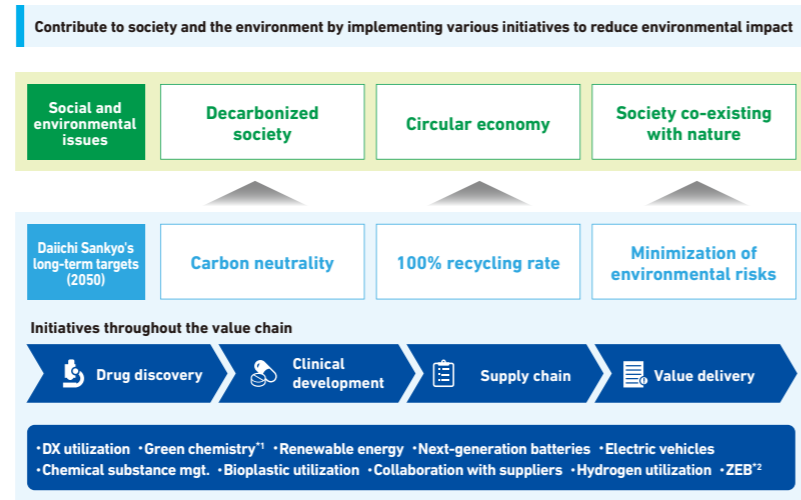 Contribute to society and the environment by implementing various initiatives to reduce environmental impact
Social and
environmental
issues
Decarbonized
society
Circular economy
Society co-existing
with nature
Daiichi Sankyo's
long-term targets
(2050)
Carbon neutrality
100% recycling rate
Minimization of
environmental risks
Initiatives throughout the value chain
Drug discovery
Clinical
development
Supply chain
Value delivery
・DX utilization ・Green chemistry*1 ・Renewable energy ・Next-generation batteries ・Electric vehicles
・Chemical substance mgt. ・Bioplastic utilization ・Collaboration with suppliers ・Hydrogen utilization ・ZEB*2